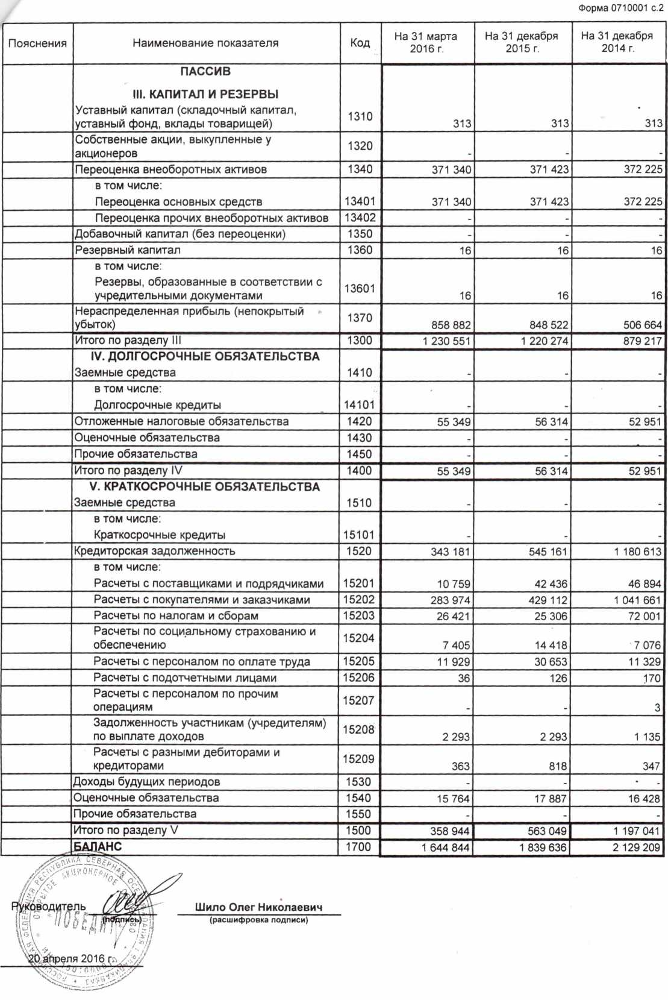 Форма 0710001 с.2
Пояснения Наименование показателя Код На 31 марта 2016 г. На 31 декабря 2015 г. На 31 декабря 2014 г.
ПАССИВ
III. КАПИТАЛ И РЕЗЕРВЫ
Уставный капитал (складочный капитал,
уставный фонд, вклады товарищей) 1310 313 313 313
Собственные акции, выкупленные у
акционеров 1320 - - -
Переоценка внеоборотных активов 1340 371 340 371 423 372 225
в том числе:
Переоценка основных средств 13401 371 340 371 423 372 225
Переоценка прочих внеоборотных активов 13402 - - -
Добавочный капитал (без переоценки) 1350 - - -
Резервный капитал 1360 16 16 16
в том числе:
Резервы, образованные в соответствии с
учредительными документами 13601 16 16 16
Нераспределенная прибыль (непокрытый
убыток) 1370 858 882 848 522 506 664
Итого по разделу III 1300 1 230 551 1 220 274 879 217
IV. ДОЛГОСРОЧНЫЕ ОБЯЗАТЕЛЬСТВА
Заемные средства 1410 - - -
в том числе:
Долгосрочные кредиты 14101 - - -
Отложенные налоговые обязательства 1420 55 349 56 314 52 951
Оценочные обязательства 1430 - - -
Прочие обязательства 1450 - - -
Итого по разделу IV 1400 55 349 56 314 52 951
V. КРАТКОСРОЧНЫЕ ОБЯЗАТЕЛЬСТВА
Заемные средства 1510 - - -
в том числе:
Краткосрочные кредиты 15101 - - -
Кредиторская задолженность 1520 343 181 545 161 1 180 613
в том числе:
Расчеты с поставщиками и подрядчиками 15201 10 759 42 436 46 894
Расчеты с покупателями и заказчиками 15202 283 974 429 112 1 041 661
Расчеты по налогам и сборам 15203 26 421 25 306 72 001
Расчеты по социальному страхованию и
обеспечению 15204 7 405 14 418 7 076
Расчеты с персоналом по оплате труда 15205 11 929 30 653 11 329
Расчеты с подотчетными лицами 15206 36 126 170
Расчеты с персоналом по прочим
операциям 15207 - - 3
Задолженность участникам (учредителям)
по выплате доходов 15208 2 293 2 293 1 135
Расчеты с разными дебиторами и
кредиторами 15209 363 818 347
Доходы будущих периодов 1530 - - -
Оценочные обязательства 1540 15 764 17 887 16 428
Прочие обязательства 1550 - - -
Итого по разделу V 1500 358 944 563 049 1 197 041
БАЛАНС 1700 1 644 844 1 839 636 2 129 209
Руководитель Шило Олег Николаевич
(подпись) (расшифровка подписи)
20 апреля 2016 г.
РОССИЙСКАЯ ФЕДЕРАЦИЯ РЕСПУБЛИКА СЕВЕРНАЯ ОСЕТИЯ
ОТКРЫТОЕ АКЦИОНЕРНОЕ
ПОБЕДИТ